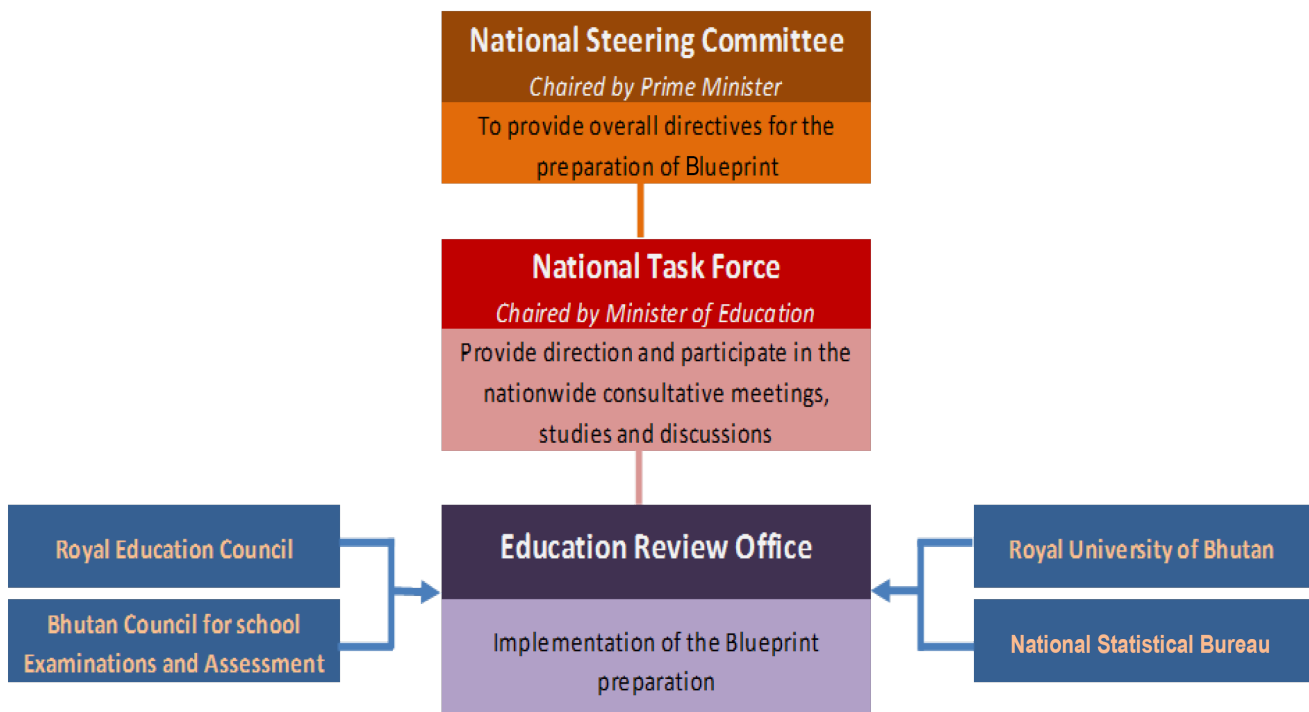 National Steering Committee
Chaired by Prime Minister
To provide overall directives for the
preparation of Blueprint
National Task Force
Chaired by Minister of Education
Provide direction and participate in the
nationwide consultative meetings,
studies and discussions
Royal Education Council
Bhutan Council for school
Examinations and Assessment
Education Review Office
Implementation of the Blueprint
preparation
Royal University of Bhutan
National Statistical Bureau